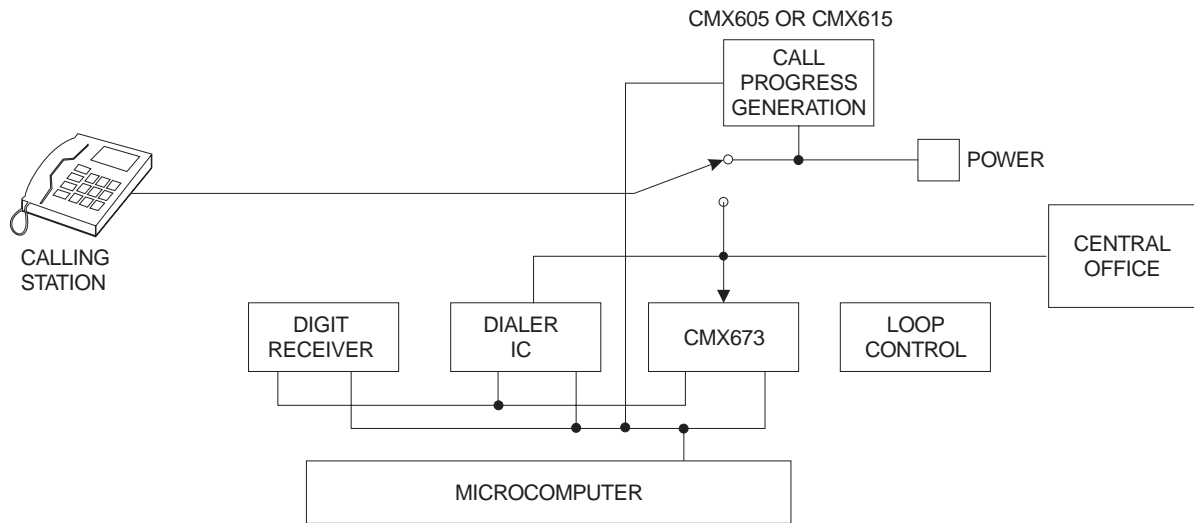 CMX605 OR CMX615
CALL
PROGRESS
GENERATION
POWER
CALLING
STATION
CENTRAL
OFFICE
DIGIT
RECEIVER
DIALER
IC
CMX673
LOOP
CONTROL
MICROCOMPUTER